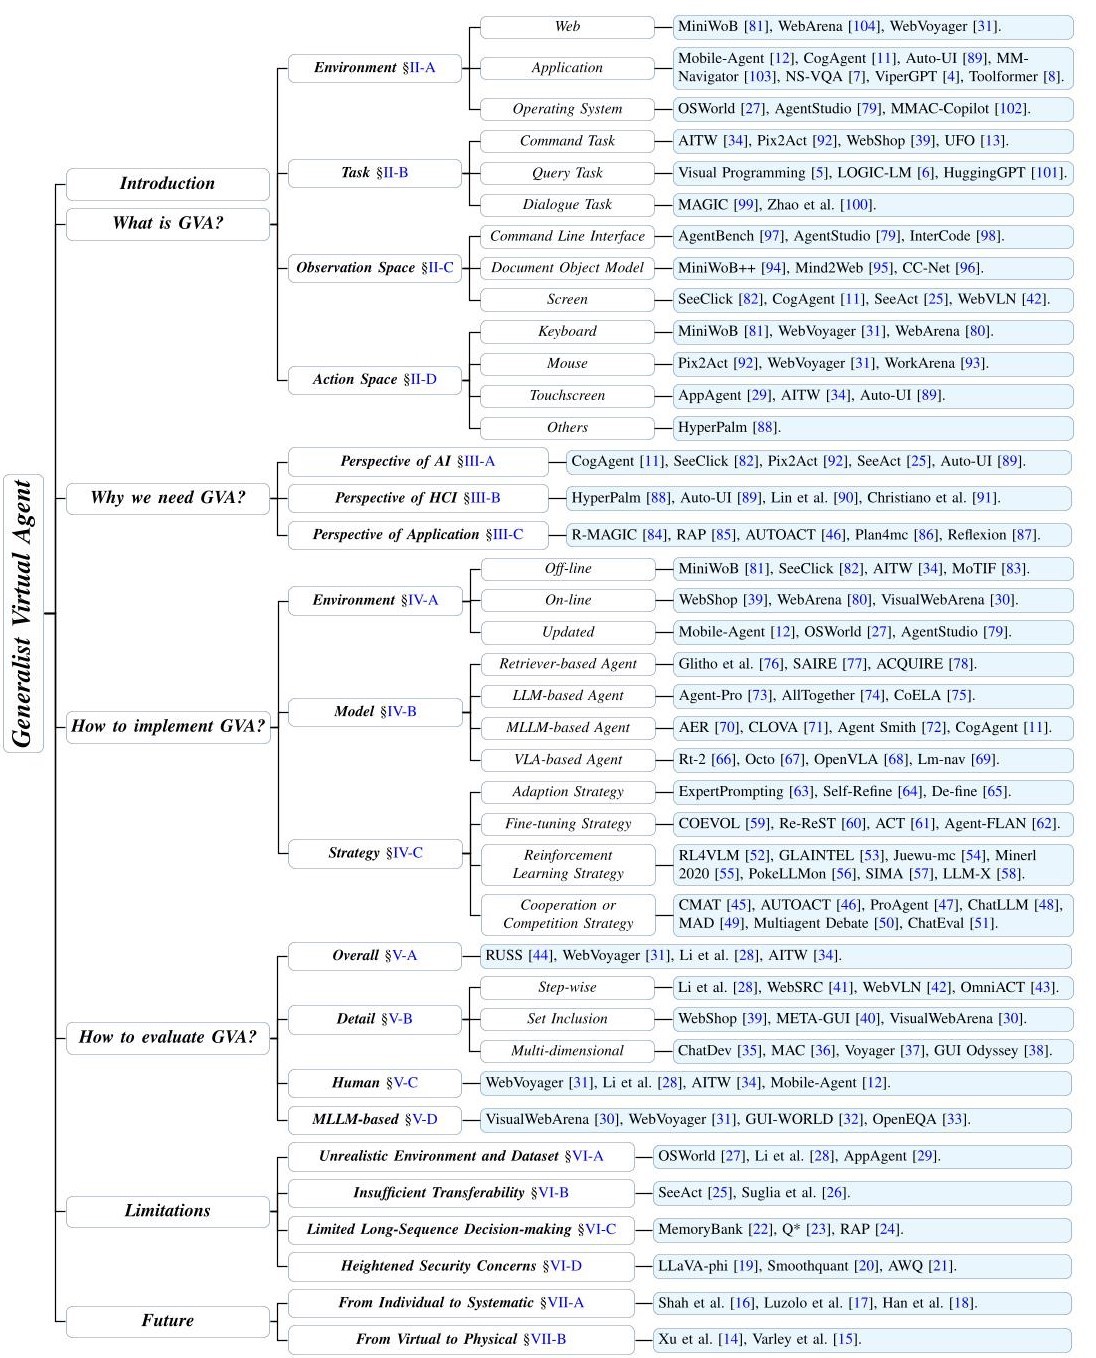 Generalist Virtual Agent
Introduction
What is GVA?
Environment §II-A
Web
MiniWoB [81], WebArena [104], WebVoyager [31].
Application
Mobile-Agent [12], CogAgent [11], Auto-UI [89], MM-
Navigator [103], NS-VQA [7], ViperGPT [4], Toolformer [8].
Operating System
OSWorld [27], AgentStudio [79], MMAC-Copilot [102].
Task §II-B
Command Task
AITW [34], Pix2Act [92], WebShop [39], UFO [13].
Query Task
Visual Programming [5], LOGIC-LM [6], HuggingGPT [101].
Dialogue Task
MAGIC [99], Zhao et al. [100].
Observation Space §II-C
Command Line Interface
AgentBench [97], AgentStudio [79], InterCode [98].
Document Object Model
MiniWoB++ [94], Mind2Web [95], CC-Net [96].
Screen
SeeClick [82], CogAgent [11], SeeAct [25], WebVLN [42].
Action Space §II-D
Keyboard
MiniWoB [81], WebVoyager [31], WebArena [80].
Mouse
Pix2Act [92], WebVoyager [31], WorkArena [93].
Touchscreen
AppAgent [29], AITW [34], Auto-UI [89].
Others
HyperPalm [88].
Why we need GVA?
Perspective of AI §III-A
CogAgent [11], SeeClick [82], Pix2Act [92], SeeAct [25], Auto-UI [89].
Perspective of HCI §III-B
HyperPalm [88], Auto-UI [89], Lin et al. [90], Christiano et al. [91].
Perspective of Application §III-C
R-MAGIC [84], RAP [85], AUTOACT [46], Plan4mc [86], Reflexion [87].
How to implement GVA?
Environment §IV-A
Off-line
MiniWoB [81], SeeClick [82], AITW [34], MoTIF [83].
On-line
WebShop [39], WebArena [80], VisualWebArena [30].
Updated
Mobile-Agent [12], OSWorld [27], AgentStudio [79].
Model §IV-B
Retriever-based Agent
Glitho et al. [76], SAIRE [77], ACQUIRE [78].
LLM-based Agent
Agent-Pro [73], AllTogether [74], CoELA [75].
MLLM-based Agent
AER [70], CLOVA [71], Agent Smith [72], CogAgent [11].
VLA-based Agent
Rt-2 [66], Octo [67], OpenVLA [68], Lm-nav [69].
Strategy §IV-C
Adaption Strategy
ExpertPrompting [63], Self-Refine [64], De-fine [65].
Fine-tuning Strategy
COEVOL [59], Re-ReST [60], ACT [61], Agent-FLAN [62].
Reinforcement
Learning Strategy
RL4VLM [52], GLAINTEL [53], Juewu-mc [54], Minerl
2020 [55], PokeLLMon [56], SIMA [57], LLM-X [58].
Cooperation or
Competition Strategy
CMAT [45], AUTOACT [46], ProAgent [47], ChatLLM [48],
MAD [49], Multiagent Debate [50], ChatEval [51].
How to evaluate GVA?
Overall §V-A
RUSS [44], WebVoyager [31], Li et al. [28], AITW [34].
Detail §V-B
Step-wise
Li et al. [28], WebSRC [41], WebVLN [42], OmniACT [43].
Set Inclusion
WebShop [39], META-GUI [40], VisualWebArena [30].
Multi-dimensional
ChatDev [35], MAC [36], Voyager [37], GUI Odyssey [38].
Human §V-C
WebVoyager [31], Li et al. [28], AITW [34], Mobile-Agent [12].
MLLM-based §V-D
VisualWebArena [30], WebVoyager [31], GUI-WORLD [32], OpenEQA [33].
Limitations
Unrealistic Environment and Dataset §VI-A
OSWorld [27], Li et al. [28], AppAgent [29].
Insufficient Transferability §VI-B
SeeAct [25], Suglia et al. [26].
Limited Long-Sequence Decision-making §VI-C
MemoryBank [22], Q* [23], RAP [24].
Heightened Security Concerns §VI-D
LLaVA-phi [19], Smoothquant [20], AWQ [21].
Future
From Individual to Systematic §VII-A
Shah et al. [16], Luzolo et al. [17], Han et al. [18].
From Virtual to Physical §VII-B
Xu et al. [14], Varley et al. [15].